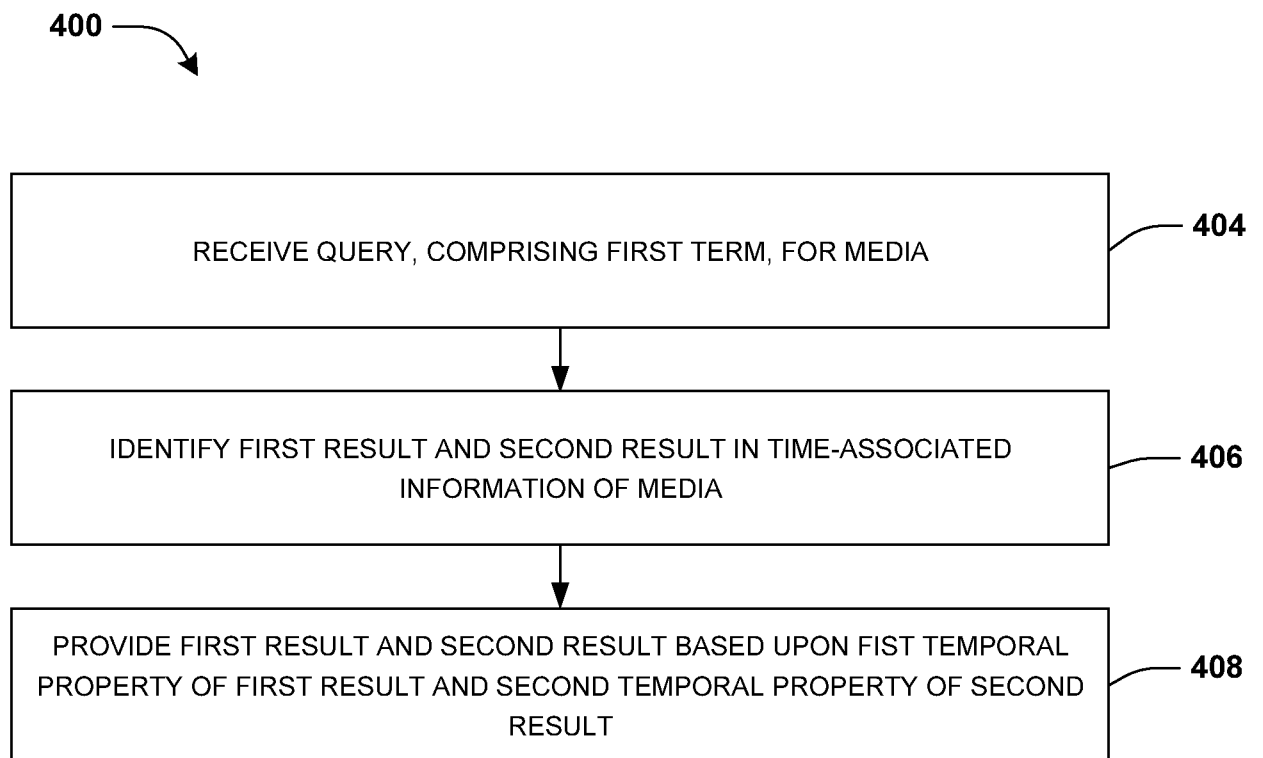 400
RECEIVE QUERY, COMPRISING FIRST TERM, FOR MEDIA
404
IDENTIFY FIRST RESULT AND SECOND RESULT IN TIME-ASSOCIATED
INFORMATION OF MEDIA
406
PROVIDE FIRST RESULT AND SECOND RESULT BASED UPON FIST TEMPORAL
PROPERTY OF FIRST RESULT AND SECOND TEMPORAL PROPERTY OF SECOND
RESULT
408